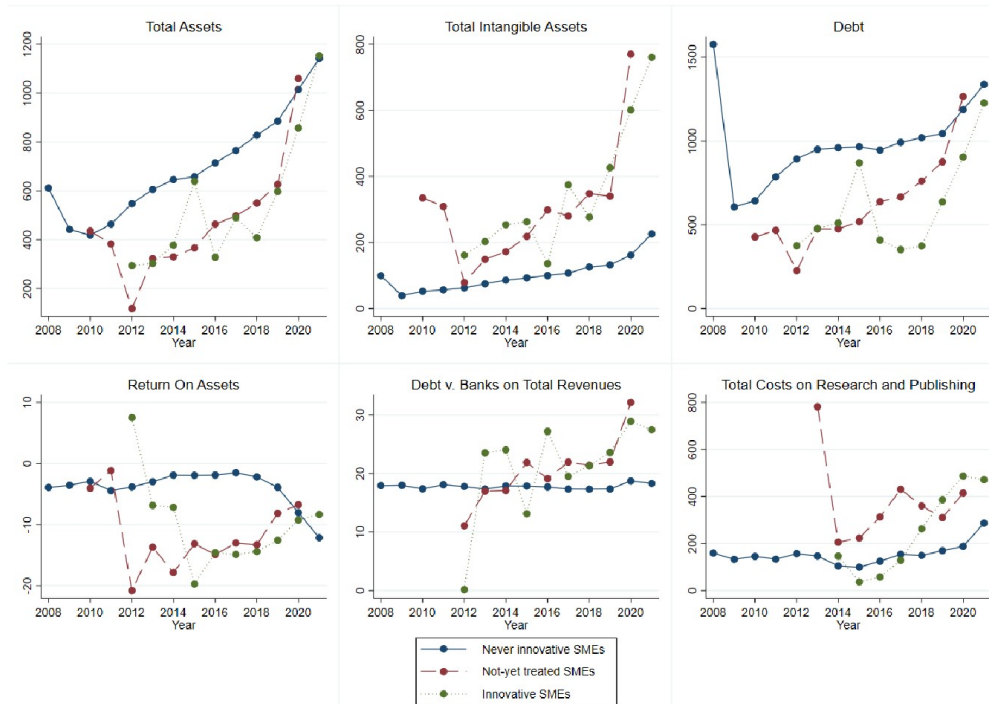 Total Assets
1200
1000
800
600
400
200
2008 2010 2012 2014 2016 2018 2020
Year
Total Intangible Assets
800
600
400
200
0
2008 2010 2012 2014 2016 2018 2020
Year
Debt
1500
1000
500
0
2008 2010 2012 2014 2016 2018 2020
Year
Return On Assets
10
0
-10
-20
2008 2010 2012 2014 2016 2018 2020
Year
Debt v. Banks on Total Revenues
30
20
10
0
2008 2010 2012 2014 2016 2018 2020
Year
Total Costs on Research and Publishing
800
600
400
200
0
2008 2010 2012 2014 2016 2018 2020
Year
Never innovative SMEs
Not-yet treated SMEs
Innovative SMEs